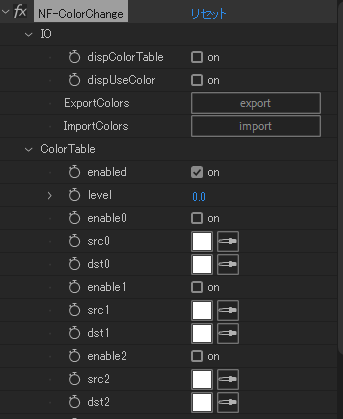 fx NF-ColorChange リセット
IO
dispColorTable on
dispUseColor on
ExportColors export
ImportColors import
ColorTable
enabled on
level 0.0
enable0 on
src0
dst0
enable1 on
src1
dst1
enable2 on
src2
dst2